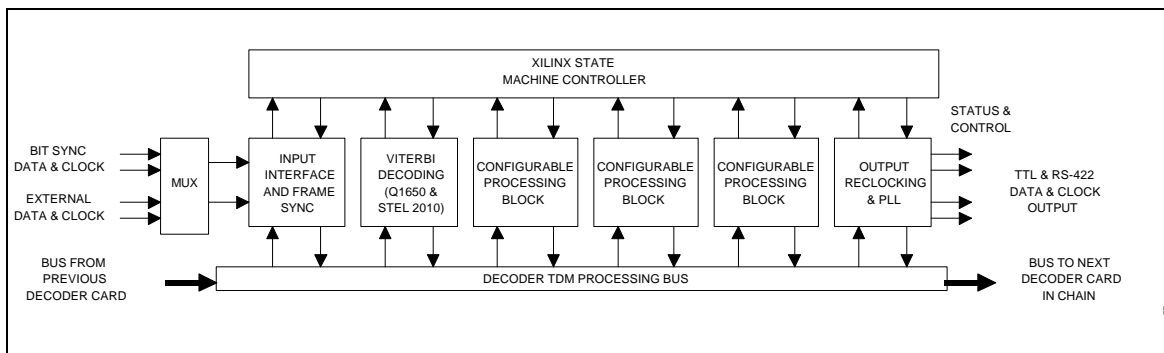 XILINX STATE
MACHINE CONTROLLER
STATUS &
CONTROL
BIT SYNC
DATA & CLOCK
EXTERNAL
DATA & CLOCK
MUX
INPUT
INTERFACE
AND FRAME
SYNC
VITERBI
DECODING
(Q1650 &
STEL 2010)
CONFIGURABLE
PROCESSING
BLOCK
CONFIGURABLE
PROCESSING
BLOCK
CONFIGURABLE
PROCESSING
BLOCK
OUTPUT
RECLOCKING
& PLL
TTL & RS-422
DATA & CLOCK
OUTPUT
BUS FROM
PREVIOUS
DECODER CARD
DECODER TDM PROCESSING BUS
BUS TO NEXT
DECODER CARD
IN CHAIN